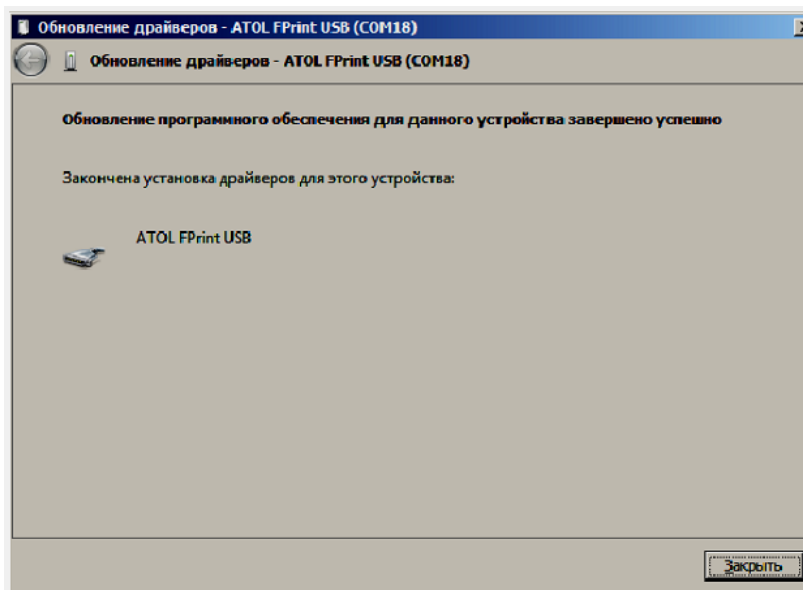 Обновление драйверов - ATOL FPrint USB (COM18)
Обновление драйверов - ATOL FPrint USB (COM18)
Обновление программного обеспечения для данного устройства завершено успешно
Закончена установка драйверов для этого устройства:
ATOL FPrint USB
Закрыть